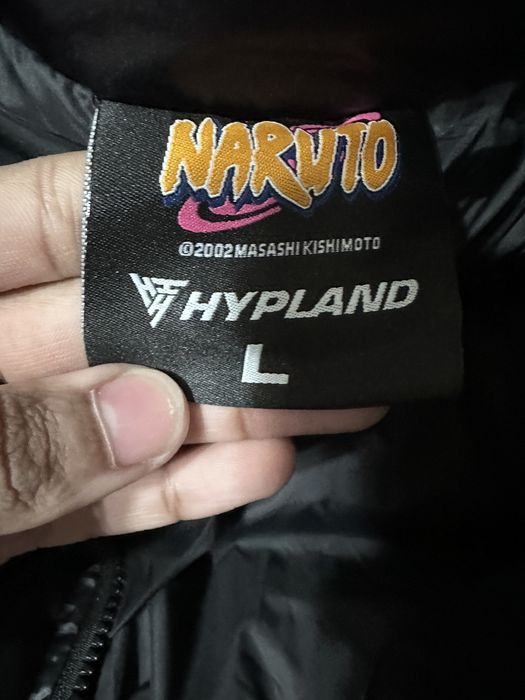 NARUTO
©2002 MASASHI KISHIMOTO
HYPLAND
L